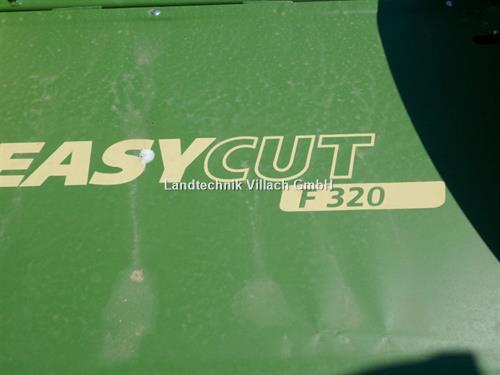 EASYCUT
Landtechnik Villach GmbH
F 320